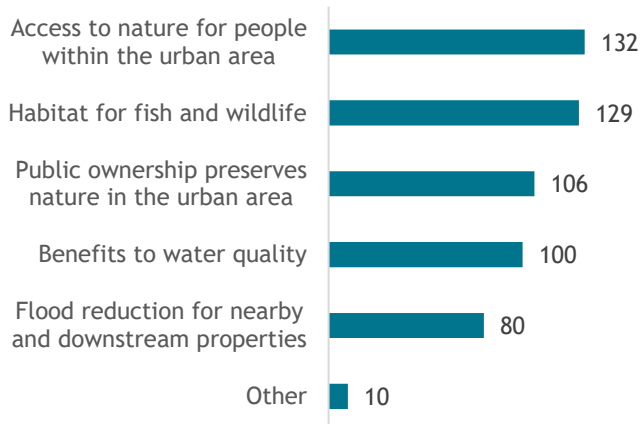 Access to nature for people
within the urban area
132
Habitat for fish and wildlife
129
Public ownership preserves
nature in the urban area
106
Benefits to water quality
100
Flood reduction for nearby
and downstream properties
80
Other
10